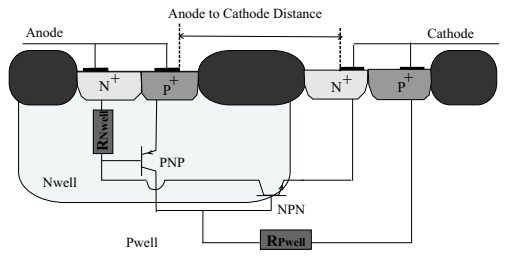 Anode to Cathode Distance
Anode
Cathode
N+
P+
N+
P+
RNwell
PNP
Nwell
NPN
Pwell
RPwell